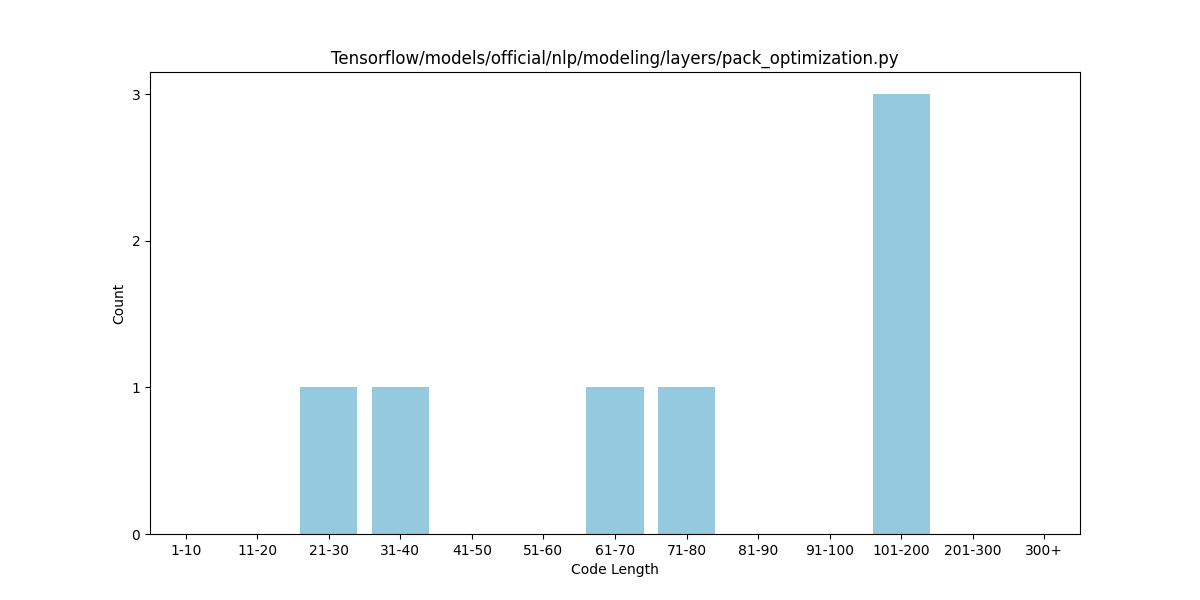 Tensorflow/models/official/nlp/modeling/layers/pack_optimization.py
3
2
1
0
Count
1-10 11-20 21-30 31-40 41-50 51-60 61-70 71-80 81-90 91-100 101-200 201-300 300+
Code Length